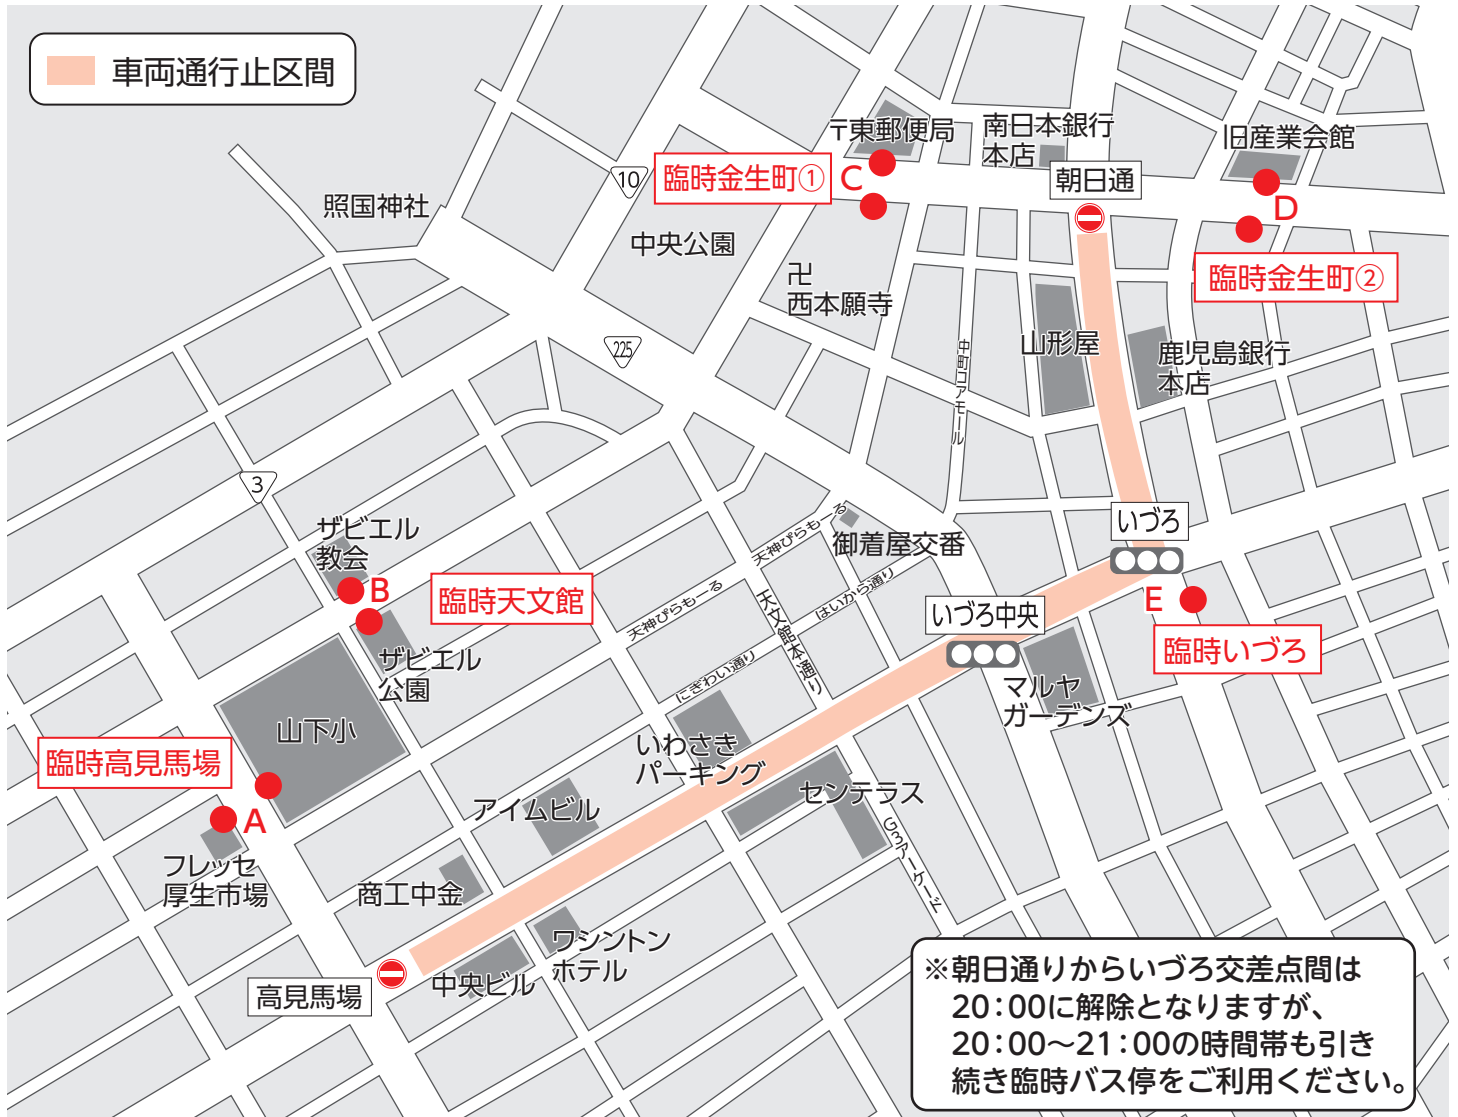 車両通行止区間
〒東郵便局
南日本銀行
本店
旧産業会館
臨時金生町①
C
朝日通
10
照国神社
D
中央公園
臨時金生町②
卍
西本願寺
山形屋
225
中町コアモール
鹿児島銀行
本店
3
いづろ
ザビエル
教会
天神ぴらもーる
御着屋交番
B
臨時天文館
はいから通り
E
天神ぴらもーる
天文館本通り
いづろ中央
臨時いづろ
ザビエル
公園
にぎわい通り
マルヤ
ガーデンズ
山下小
臨時高見馬場
いわさき
パーキング
センテラス
A
アイムビル
G3アーケード
フレッセ
厚生市場
商工中金
ワシントン
ホテル
中央ビル
高見馬場
※朝日通りからいづろ交差点間は
20:00に解除となりますが、
20:00～21:00の時間帯も引き
続き臨時バス停をご利用ください。